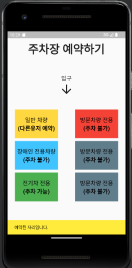 주차장 예약하기
입구
일반 차량
(다른유저 예약)
방문차량 전용
(주차 불가)
장애인 전용차량
(주차 불가)
방문차량 전용
(주차 불가)
전기차 전용
(주차 가능)
방문차량 전용
(주차 불가)
예약된 자리입니다.